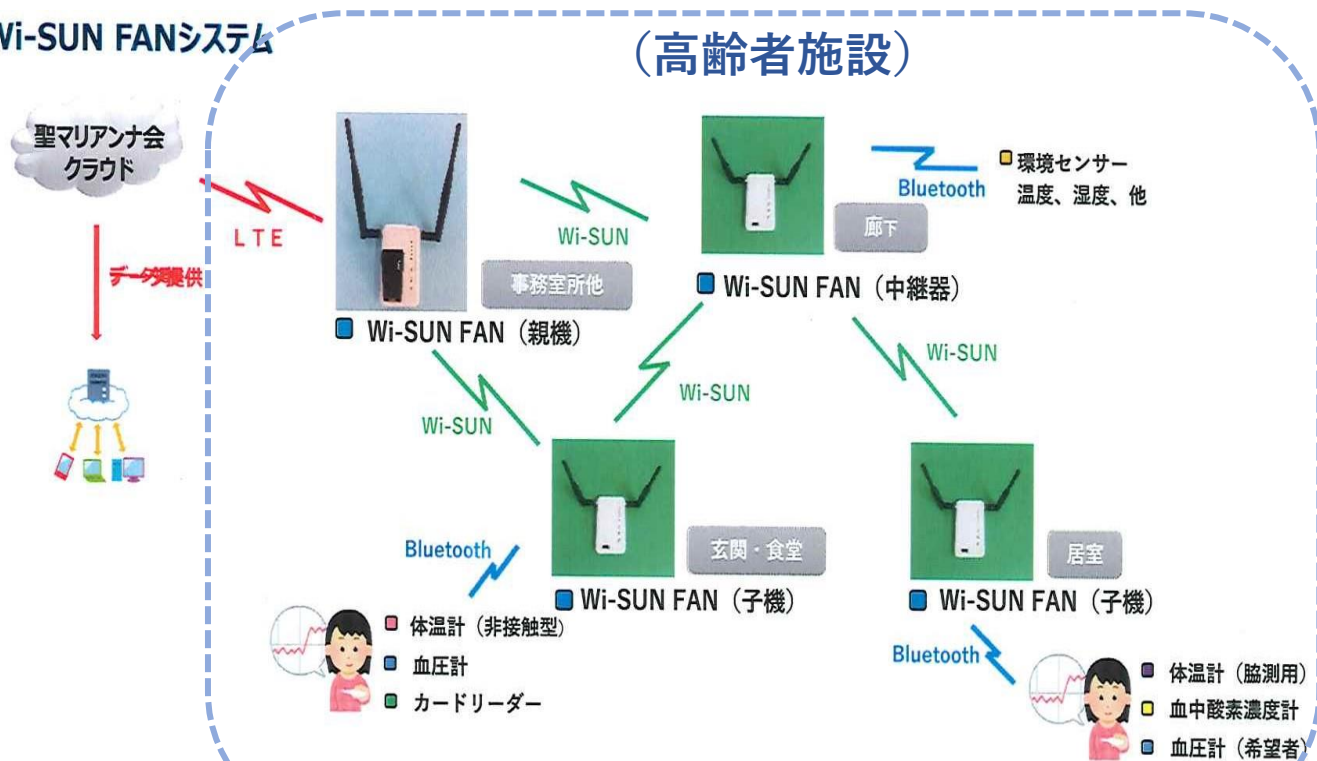 Wi-SUN FANシステム
（高齢者施設）
聖マリアンナ会
クラウド
LTE
データ提供
Wi-SUN
事務室所他
Wi-SUN FAN（親機）
廊下
Wi-SUN FAN（中継器）
Bluetooth
環境センサー
温度、湿度、他
Wi-SUN
Wi-SUN
Wi-SUN
玄関・食堂
Wi-SUN FAN（子機）
居室
Wi-SUN FAN（子機）
Bluetooth
体温計（非接触型）
血圧計
カードリーダー
Bluetooth
体温計（脇測用）
血中酸素濃度計
血圧計（希望者）